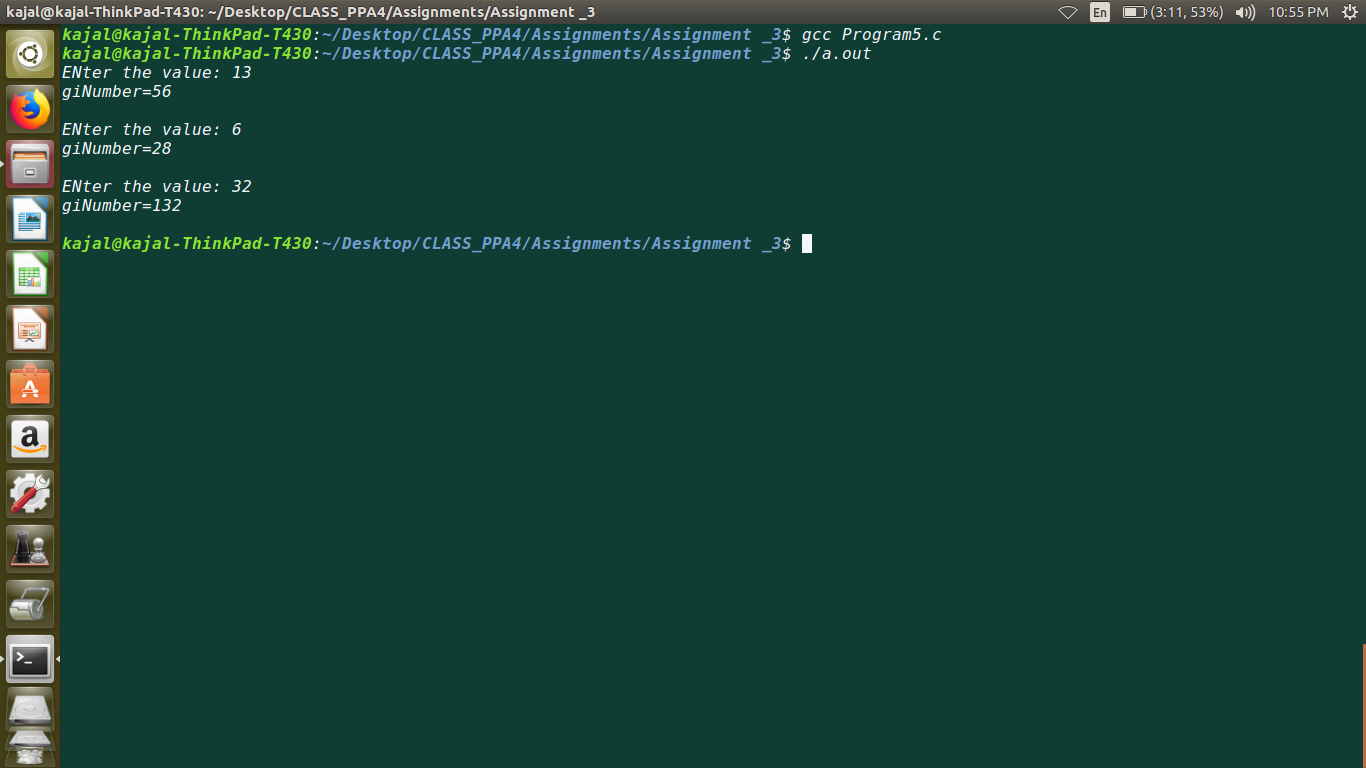 kajal@kajal-ThinkPad-T430: ~/Desktop/CLASS_PPA4/Assignments/Assignment _3
En
(3:11, 53%)
10:55 PM
kajal@kajal-ThinkPad-T430:~/Desktop/CLASS_PPA4/Assignments/Assignment _3$ gcc Program5.c
kajal@kajal-ThinkPad-T430:~/Desktop/CLASS_PPA4/Assignments/Assignment _3$ ./a.out
ENter the value: 13
giNumber=56
ENter the value: 6
giNumber=28
ENter the value: 32
giNumber=132
kajal@kajal-ThinkPad-T430:~/Desktop/CLASS_PPA4/Assignments/Assignment _3$
A
a
>_